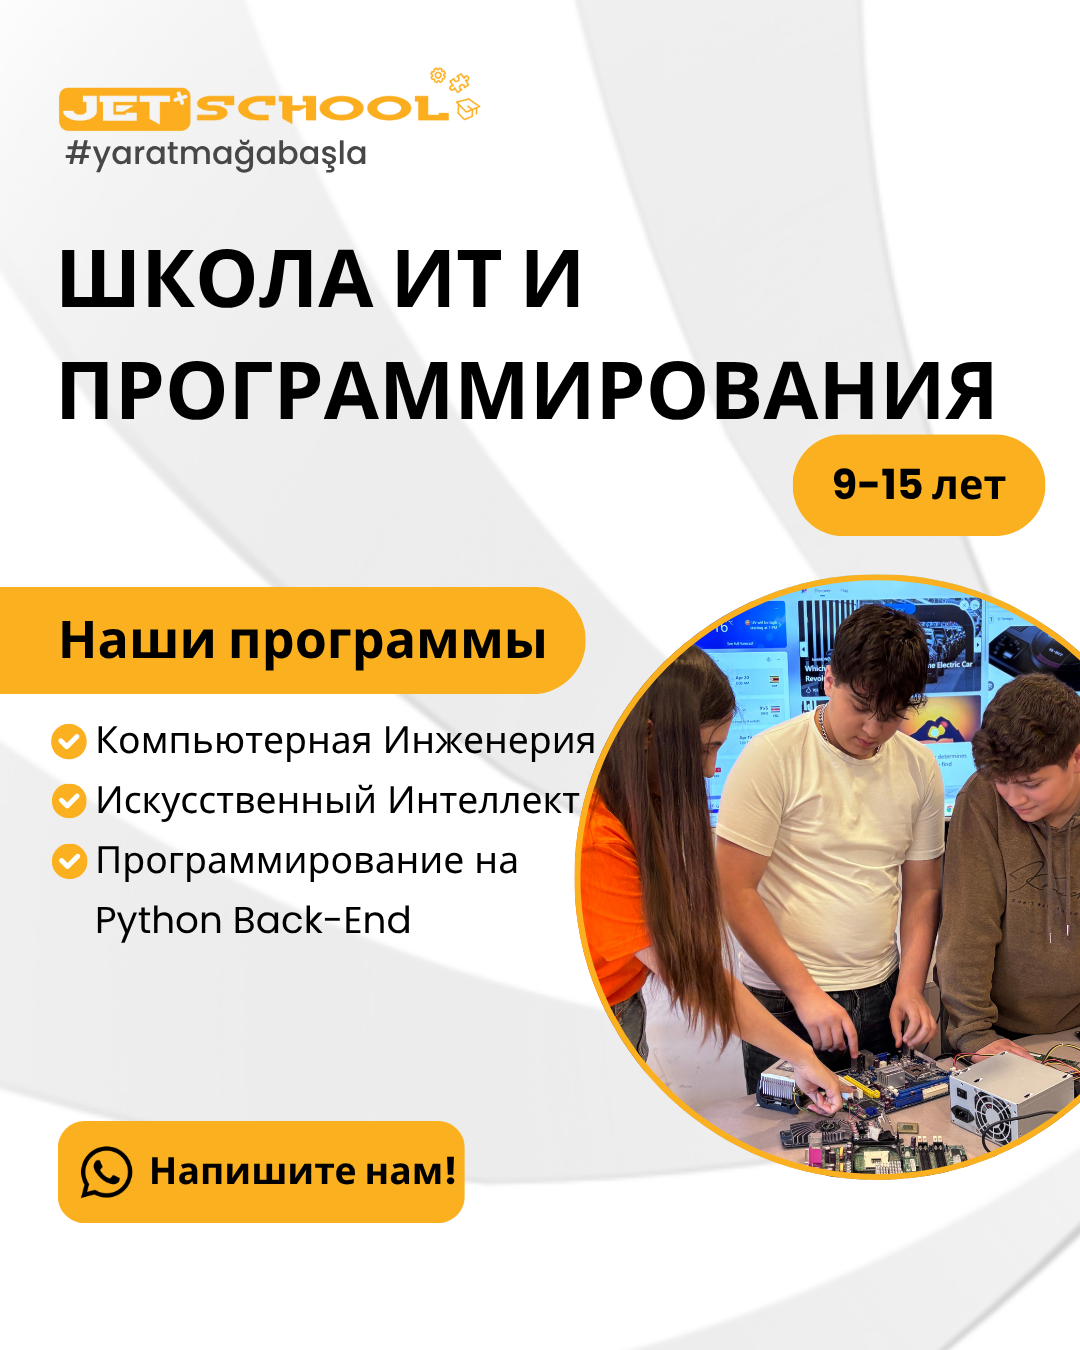 JET+ SCHOOL
#yaratmağabaşla
ШКОЛА ИТ И
ПРОГРАММИРОВАНИЯ
9-15 лет
Наши программы
Компьютерная Инженерия
Искусственный Интеллект
Программирование на
Python Back-End
Напишите нам!